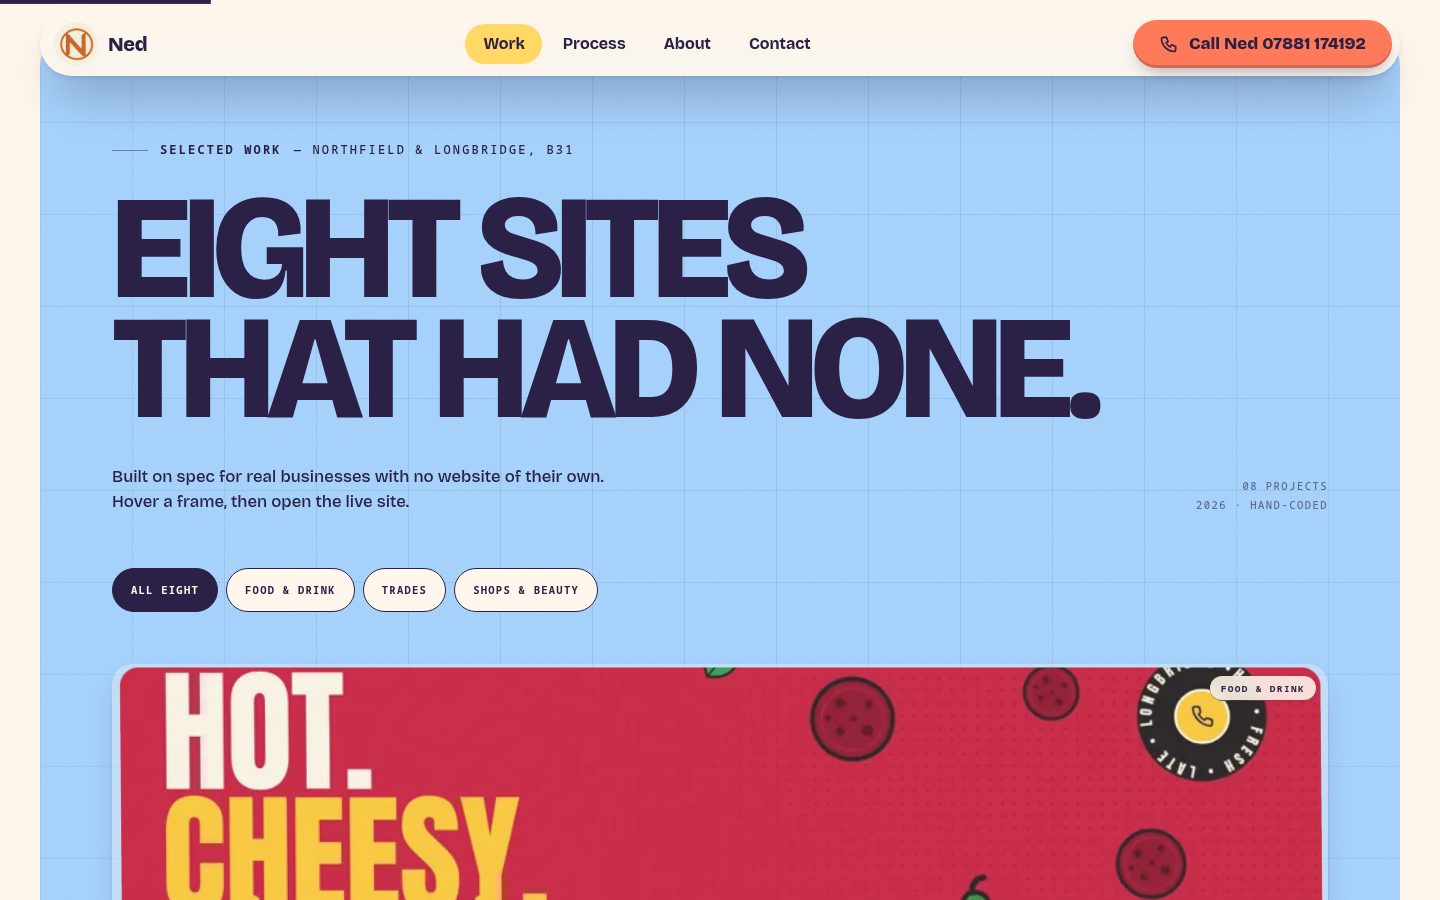 Ned
Work
Process
About
Contact
Call Ned 07881 174192
SELECTED WORK — NORTHFIELD & LONGBRIDGE, B31
EIGHT SITES
THAT HAD NONE.
Built on spec for real businesses with no website of their own.
Hover a frame, then open the live site.
08 PROJECTS
2026 · HAND-CODED
ALL EIGHT
FOOD & DRINK
TRADES
SHOPS & BEAUTY
HOT.
CHEESY.
FOOD & DRINK
• FRESH • LATE •